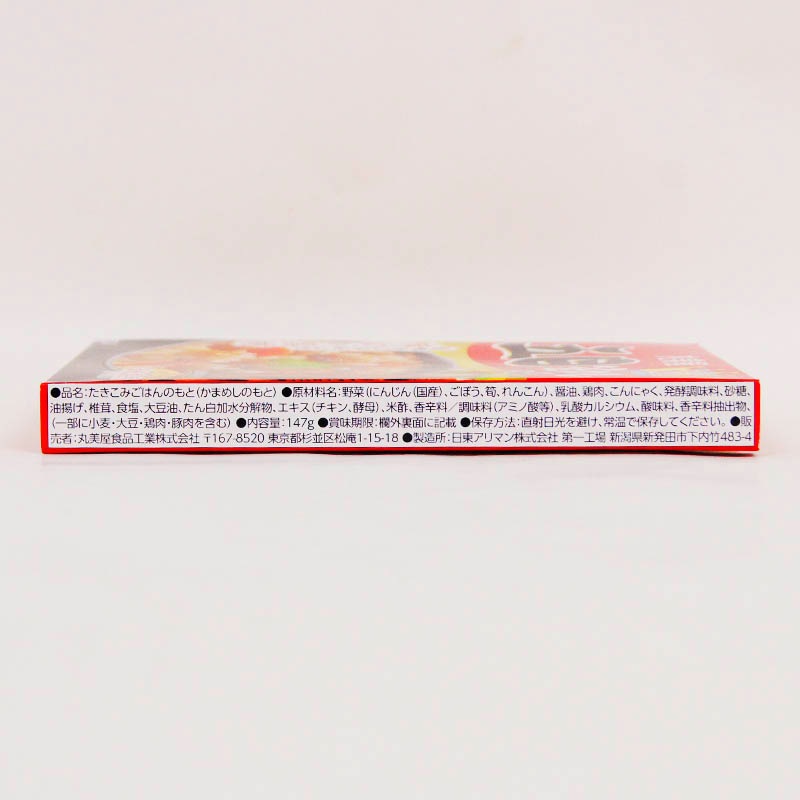 ●品名:たきこみごはんのもと(かまめしのもと) ●原材料名:野菜(にんじん(国産)、ごぼう、筍、れんこん)、醤油、鶏肉、こんにゃく、発酵調味料、砂糖、
油揚げ、椎茸、食塩、大豆油、たん白加水分解物、エキス(チキン、酵母)、米酢、香辛料/調味料(アミノ酸等)、乳酸カルシウム、酸味料、香辛料抽出物、
(一部に小麦・大豆・鶏肉・豚肉を含む) ●内容量:147g ●賞味期限:欄外裏面に記載 ●保存方法:直射日光を避け、常温で保存してください。 ●販
売者:丸美屋食品工業株式会社 〒167-8520 東京都杉並区松庵1-15-18 ●製造所:日東アリマン株式会社 第一工場 新潟県新発田市下内竹483-4